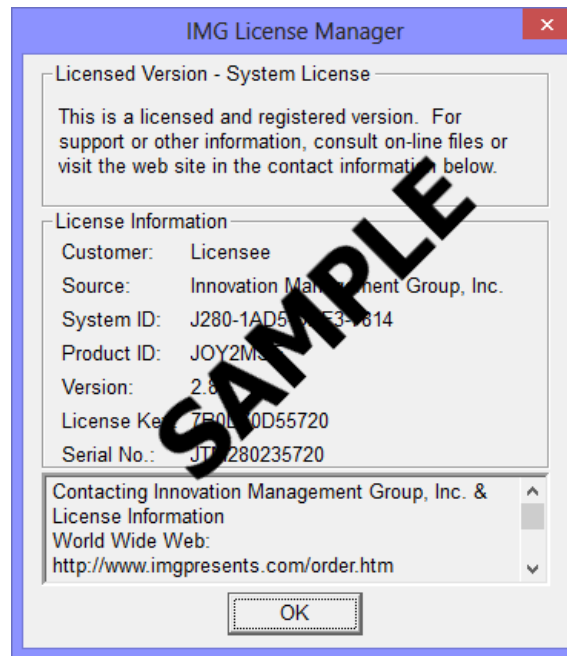 IMG License Manager
Licensed Version - System License
This is a licensed and registered version. For
support or other information, consult on-line files or
visit the web site in the contact information below.
License Information
Customer: Licensee
Source: Innovation Management Group, Inc.
System ID:
Product ID:
Version:
License Key:
Serial No.:
SAMPLE
Contacting Innovation Management Group, Inc. &
License Information
World Wide Web:
http://www.imgpresents.com/order.htm
OK